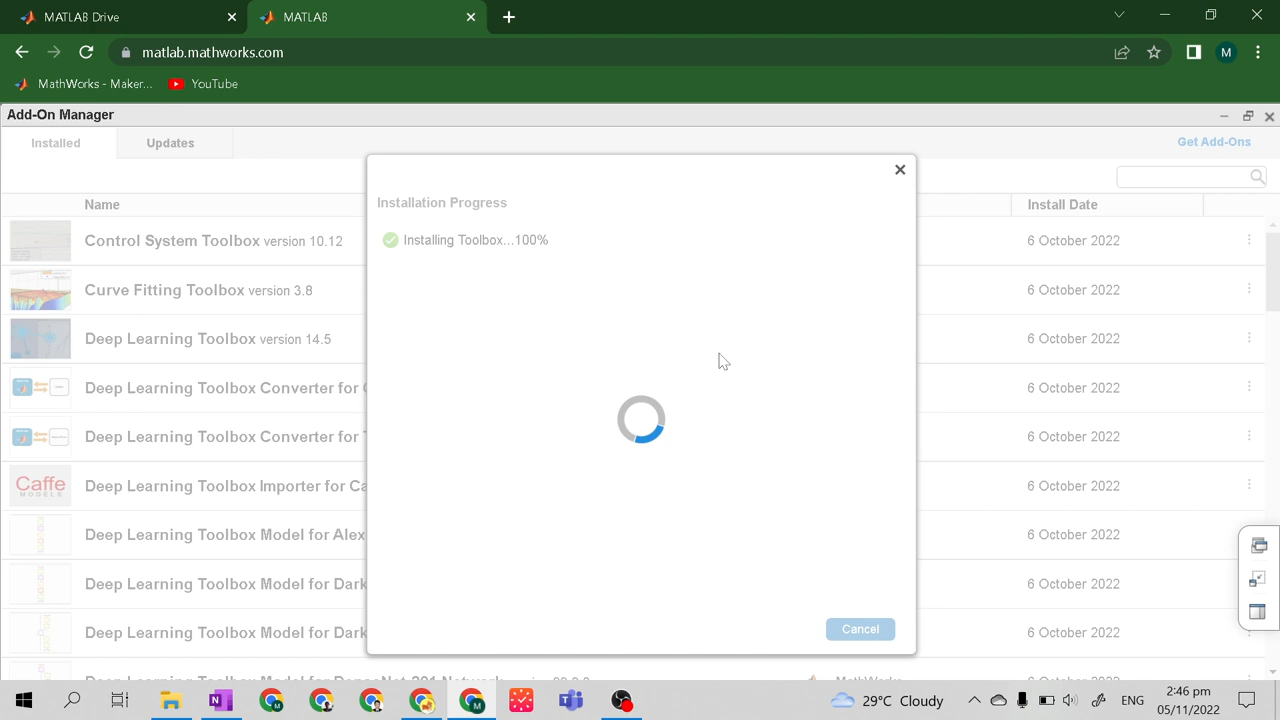 MATLAB Drive
MATLAB
matlab.mathworks.com
M
MathWorks - Maker...
YouTube
Add-On Manager
Installed
Updates
Get Add-Ons
Name
Install Date
Installation Progress
Installing Toolbox...100%
Control System Toolbox version 10.12
6 October 2022
Curve Fitting Toolbox version 3.8
6 October 2022
Deep Learning Toolbox version 14.5
6 October 2022
Deep Learning Toolbox Converter for
6 October 2022
Deep Learning Toolbox Converter for
6 October 2022
Caffe
MODELS
Deep Learning Toolbox Importer for Ca
6 October 2022
Deep Learning Toolbox Model for Alex
6 October 2022
Deep Learning Toolbox Model for Dark
6 October 2022
Deep Learning Toolbox Model for Dark
6 October 2022
Cancel
29°C Cloudy
ENG
2:46 pm
05/11/2022